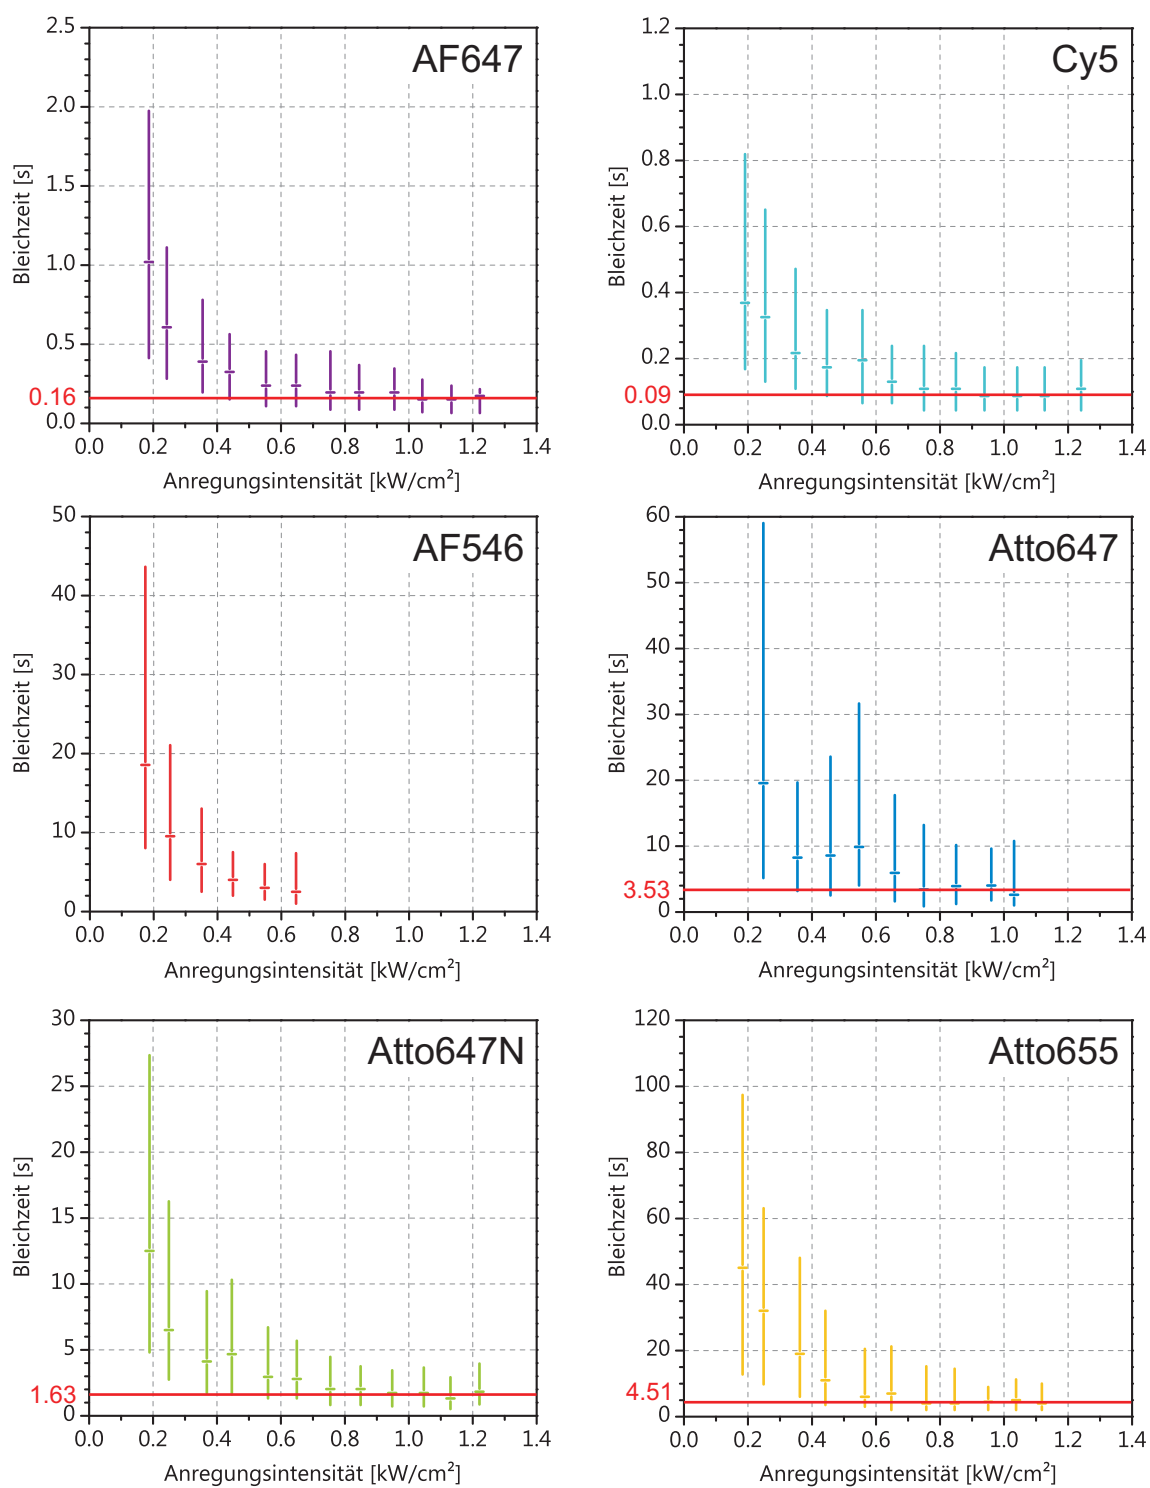 AF647
Bleichzeit [s]
2.5
2.0
1.5
1.0
0.5
0.16
0.0
0.0 0.2 0.4 0.6 0.8 1.0 1.2 1.4
Anregungsintensität [kW/cm²]
Cy5
Bleichzeit [s]
1.2
1.0
0.8
0.6
0.4
0.2
0.09
0.0
0.0 0.2 0.4 0.6 0.8 1.0 1.2 1.4
Anregungsintensität [kW/cm²]
AF546
Bleichzeit [s]
50
40
30
20
10
0
0.0 0.2 0.4 0.6 0.8 1.0 1.2 1.4
Anregungsintensität [kW/cm²]
Atto647
Bleichzeit [s]
60
50
40
30
20
10
3.53
0
0.0 0.2 0.4 0.6 0.8 1.0 1.2 1.4
Anregungsintensität [kW/cm²]
Atto647N
Bleichzeit [s]
30
25
20
15
10
5
1.63
0
0.0 0.2 0.4 0.6 0.8 1.0 1.2 1.4
Anregungsintensität [kW/cm²]
Atto655
Bleichzeit [s]
120
100
80
60
40
20
4.51
0
0.0 0.2 0.4 0.6 0.8 1.0 1.2 1.4
Anregungsintensität [kW/cm²]